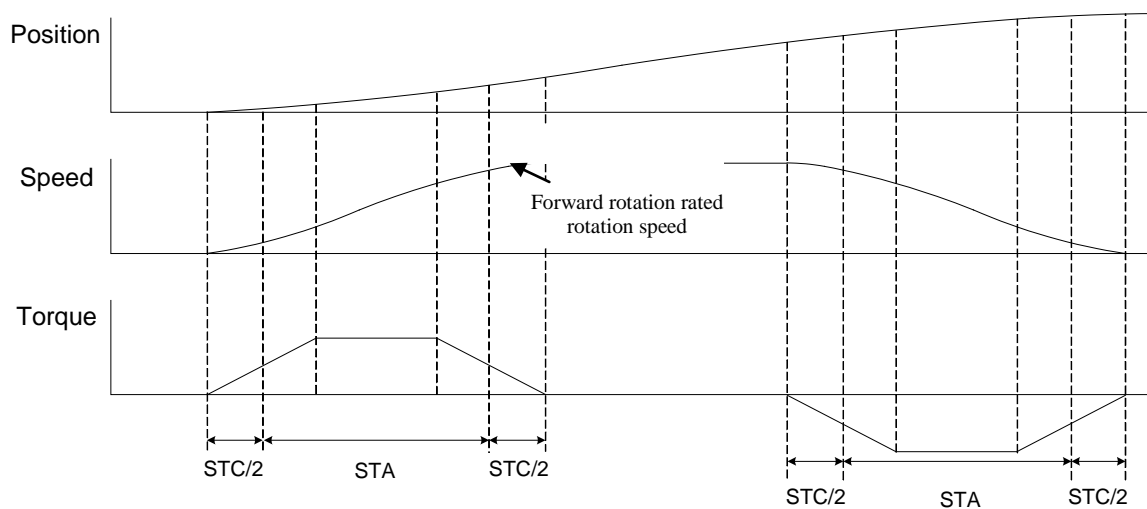 Position
Speed
Forward rotation rated
rotation speed
Torque
STC/2
STA
STC/2
STC/2
STA
STC/2